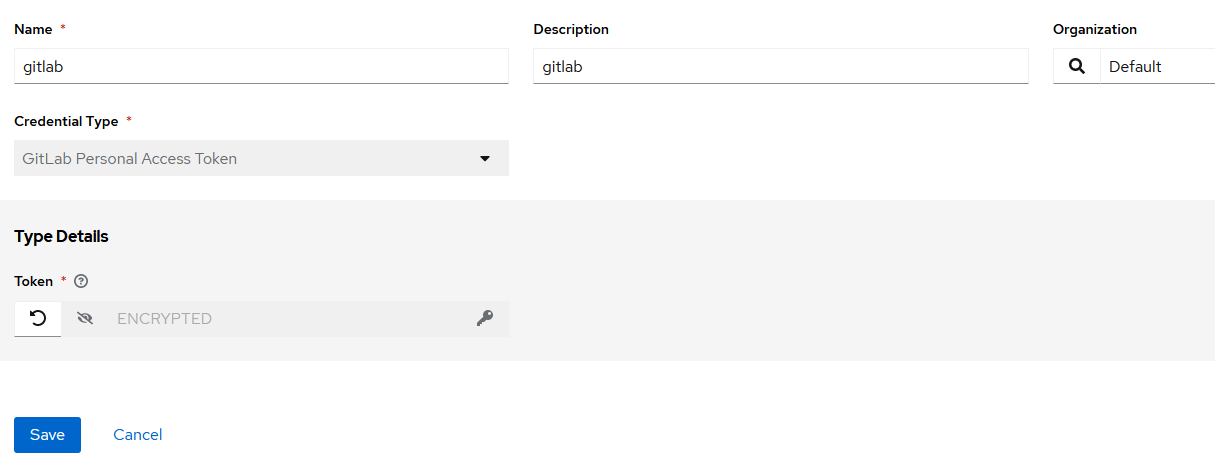 Name * Description Organization
gitlab gitlab Default
Credential Type *
GitLab Personal Access Token
Type Details
Token *
ENCRYPTED
Save Cancel